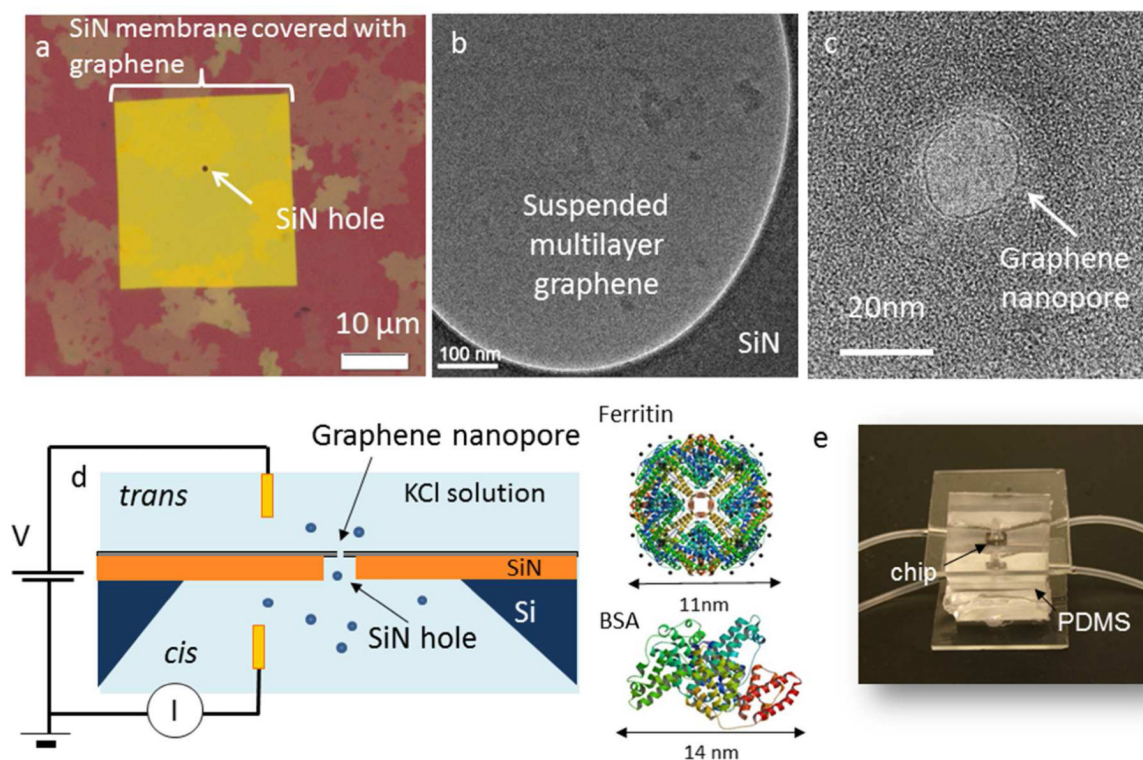 a
SiN membrane covered with
graphene
SiN hole
10 µm
b
Suspended
multilayer
graphene
100 nm
SiN
c
Graphene
nanopore
20nm
d
Graphene nanopore
trans
KCl solution
V
SiN
Si
SiN hole
cis
I
Ferritin
11nm
BSA
14 nm
e
chip
PDMS